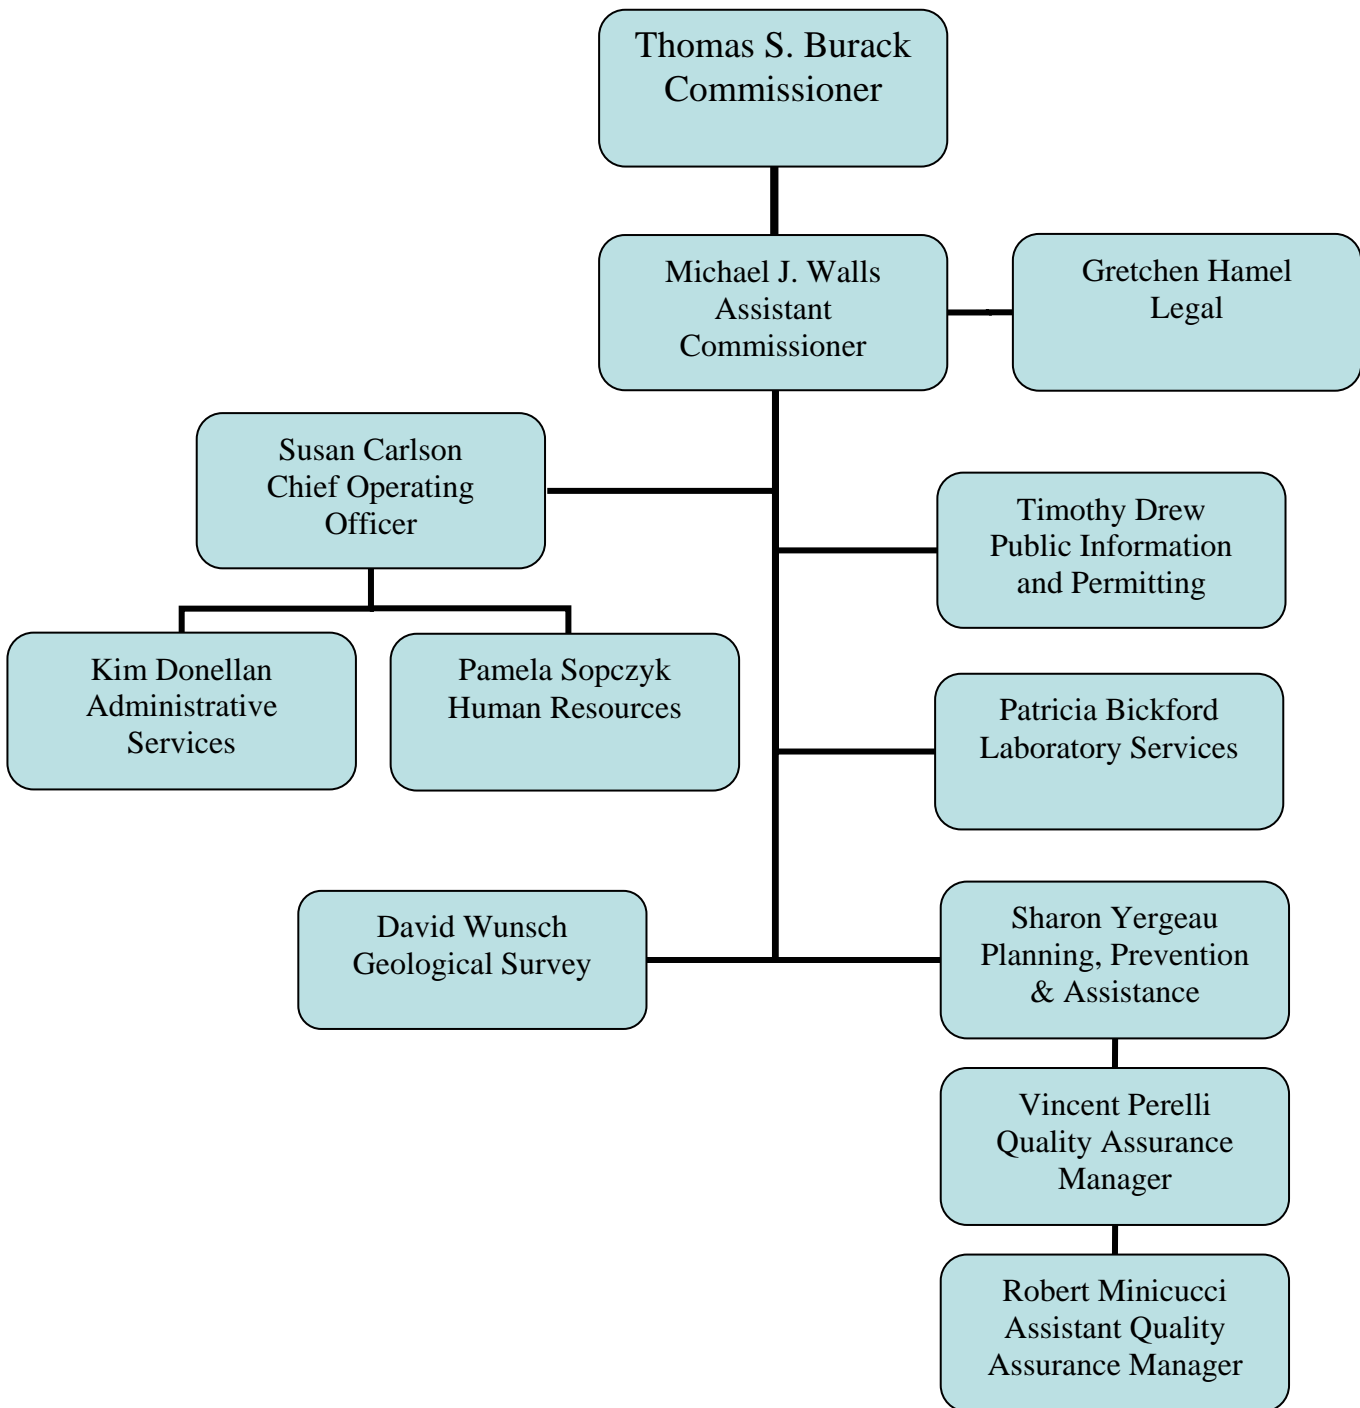 Thomas S. Burack
Commissioner
Michael J. Walls
Assistant
Commissioner
Gretchen Hamel
Legal
Susan Carlson
Chief Operating
Officer
Timothy Drew
Public Information
and Permitting
Kim Donellan
Administrative
Services
Pamela Sopczyk
Human Resources
Patricia Bickford
Laboratory Services
David Wunsch
Geological Survey
Sharon Yergeau
Planning, Prevention
& Assistance
Vincent Perelli
Quality Assurance
Manager
Robert Minicucci
Assistant Quality
Assurance Manager